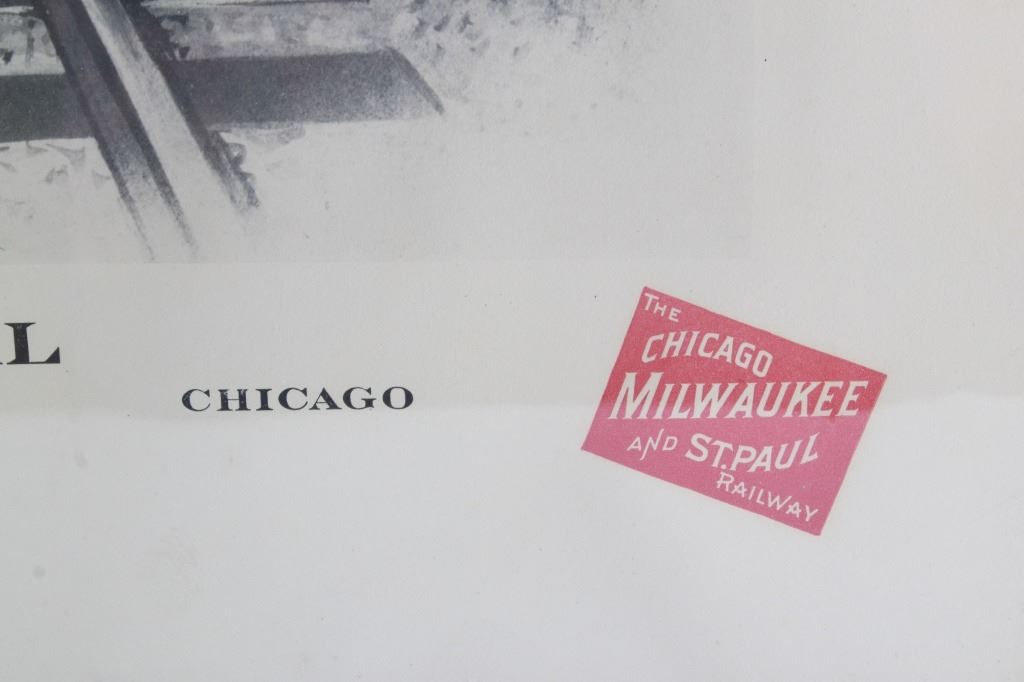 CHICAGO
THE
CHICAGO
MILWAUKEE
AND ST. PAUL
RAILWAY